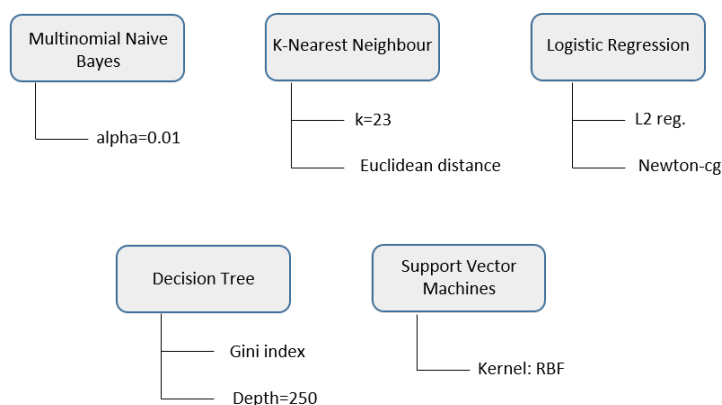 Multinomial Naive
Bayes
alpha=0.01
K-Nearest Neighbour
k=23
Euclidean distance
Logistic Regression
L2 reg.
Newton-cg
Decision Tree
Gini index
Depth=250
Support Vector
Machines
Kernel: RBF